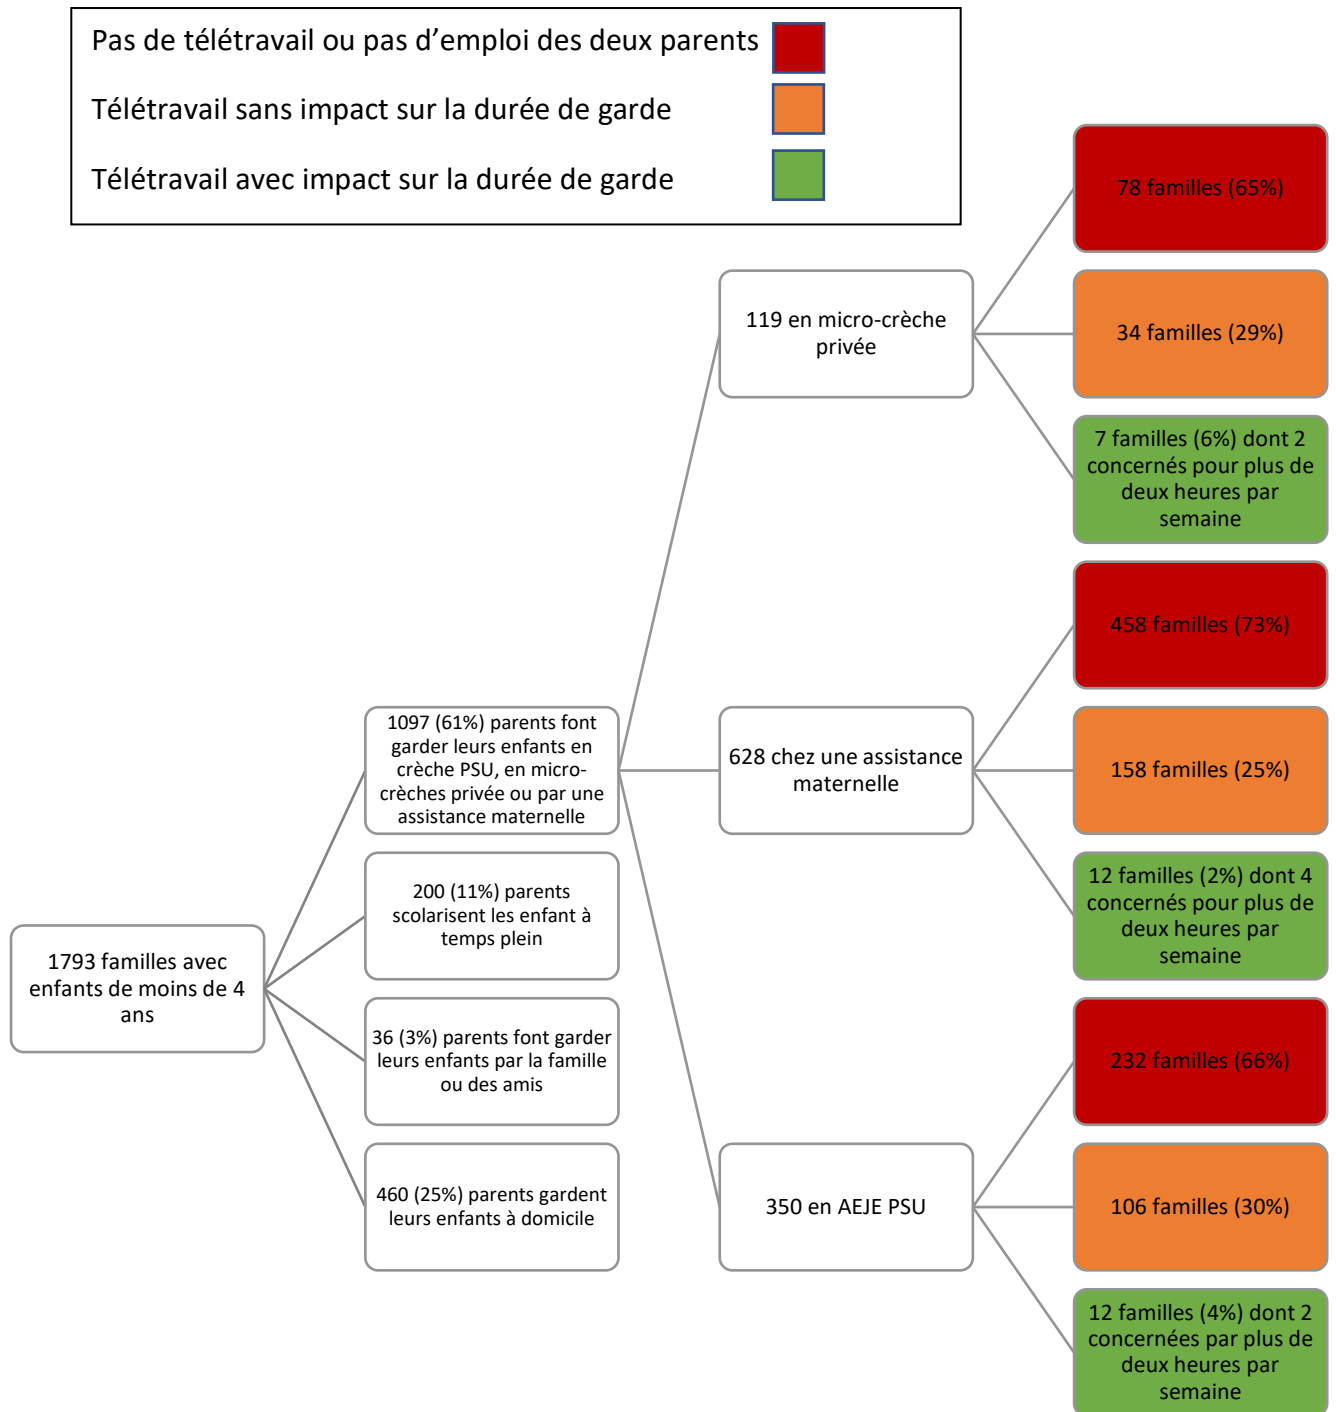 Pas de télétravail ou pas d’emploi des deux parents
Télétravail sans impact sur la durée de garde
Télétravail avec impact sur la durée de garde
1793 familles avec
enfants de moins de 4
ans
1097 (61%) parents font
garder leurs enfants en
crèche PSU, en micro-
crèches privée ou par une
assistance maternelle
200 (11%) parents
scolarisent les enfant à
temps plein
36 (3%) parents font garder
leurs enfants par la famille
ou des amis
460 (25%) parents gardent
leurs enfants à domicile
119 en micro-crèche
privée
628 chez une assistance
maternelle
350 en AEJE PSU
78 familles (65%)
34 familles (29%)
7 familles (6%) dont 2
concernés pour plus de
deux heures par
semaine
458 familles (73%)
158 familles (25%)
12 familles (2%) dont 4
concernés pour plus de
deux heures par
semaine
232 familles (66%)
106 familles (30%)
12 familles (4%) dont 2
concernées par plus de
deux heures par
semaine